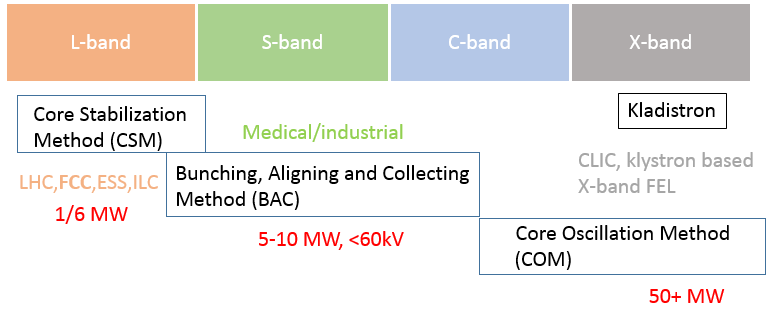 L-band
S-band
C-band
X-band
Core Stabilization
Method (CSM)
Medical/industrial
Kladistron
LHC,FCC,ESS,ILC
1/6 MW
Bunching, Aligning and Collecting
Method (BAC)
CLIC, klystron based
X-band FEL
5-10 MW, <60kV
Core Oscillation Method
(COM)
50+ MW